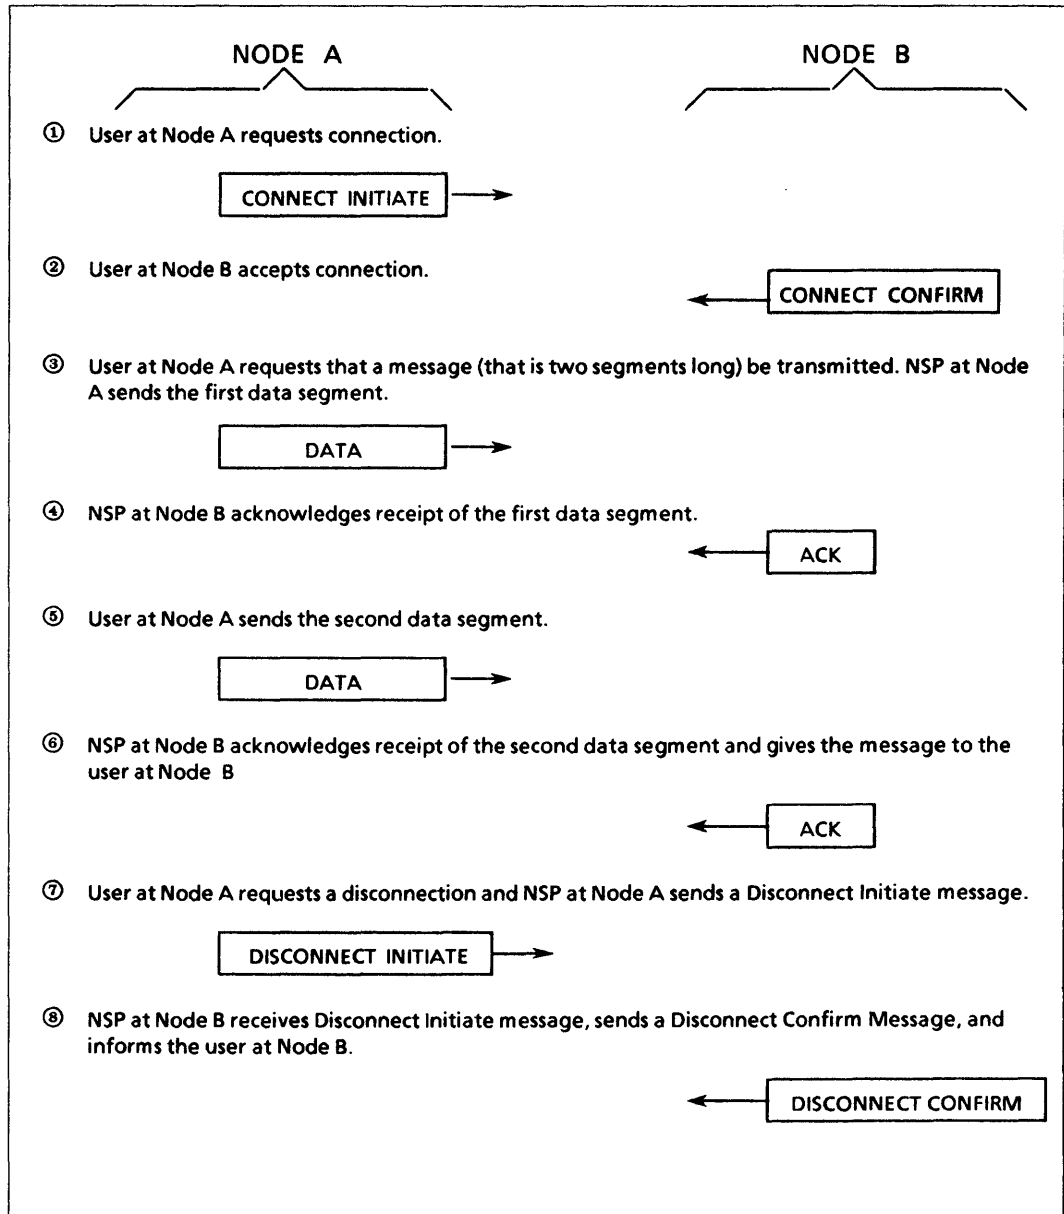 NODE A
NODE B
① User at Node A requests connection.
CONNECT INITIATE
② User at Node B accepts connection.
CONNECT CONFIRM
③ User at Node A requests that a message (that is two segments long) be transmitted. NSP at Node
A sends the first data segment.
DATA
④ NSP at Node B acknowledges receipt of the first data segment.
ACK
⑤ User at Node A sends the second data segment.
DATA
⑥ NSP at Node B acknowledges receipt of the second data segment and gives the message to the
user at Node B
ACK
⑦ User at Node A requests a disconnection and NSP at Node A sends a Disconnect Initiate message.
DISCONNECT INITIATE
⑧ NSP at Node B receives Disconnect Initiate message, sends a Disconnect Confirm Message, and
informs the user at Node B.
DISCONNECT CONFIRM